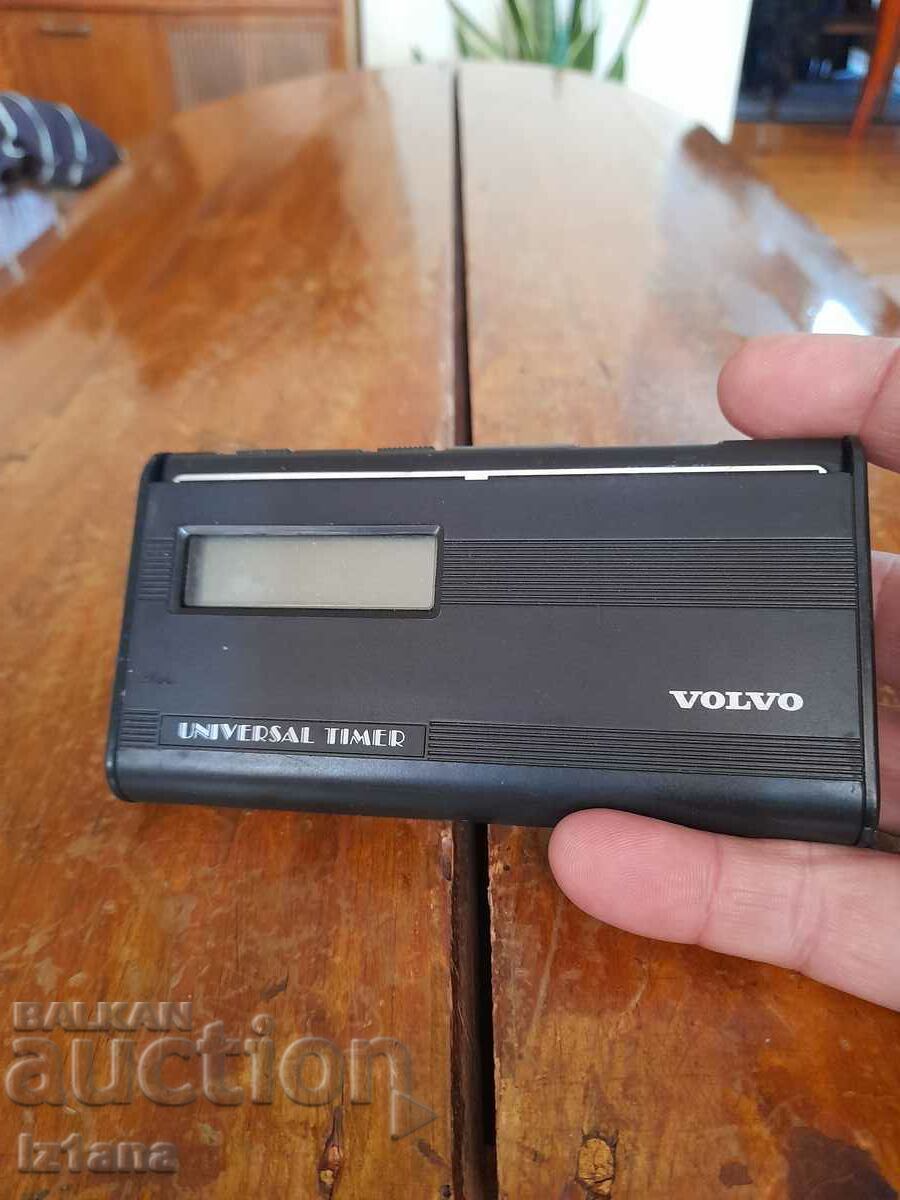 VOLVO
UNIVERSAL TIMER
BALKAN
auction
Iz1ana